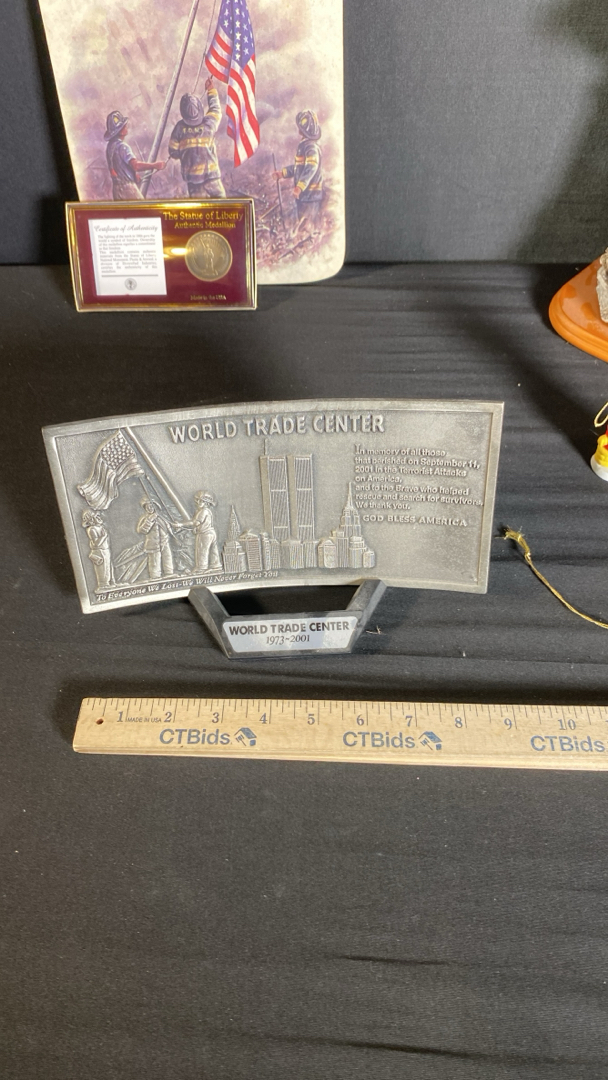 F.D.N.Y.
Certificate of Authenticity
The Statue of Liberty
Authentic Medallion
Made in USA
WORLD TRADE CENTER
In memory of all those,
that perished on September 11,
2001 in the Terrorist Attacks
on America,
and to the Brave who helped
rescue and search for survivors,
We thank you.
GOD BLESS AMERICA
To Everyone We Lost-We Will Never Forget You
WORLD TRADE CENTER
1973-2001
1 MADE IN USA 2 3 4 5 6 7 8 9 10
CTBids CTBids CTBids